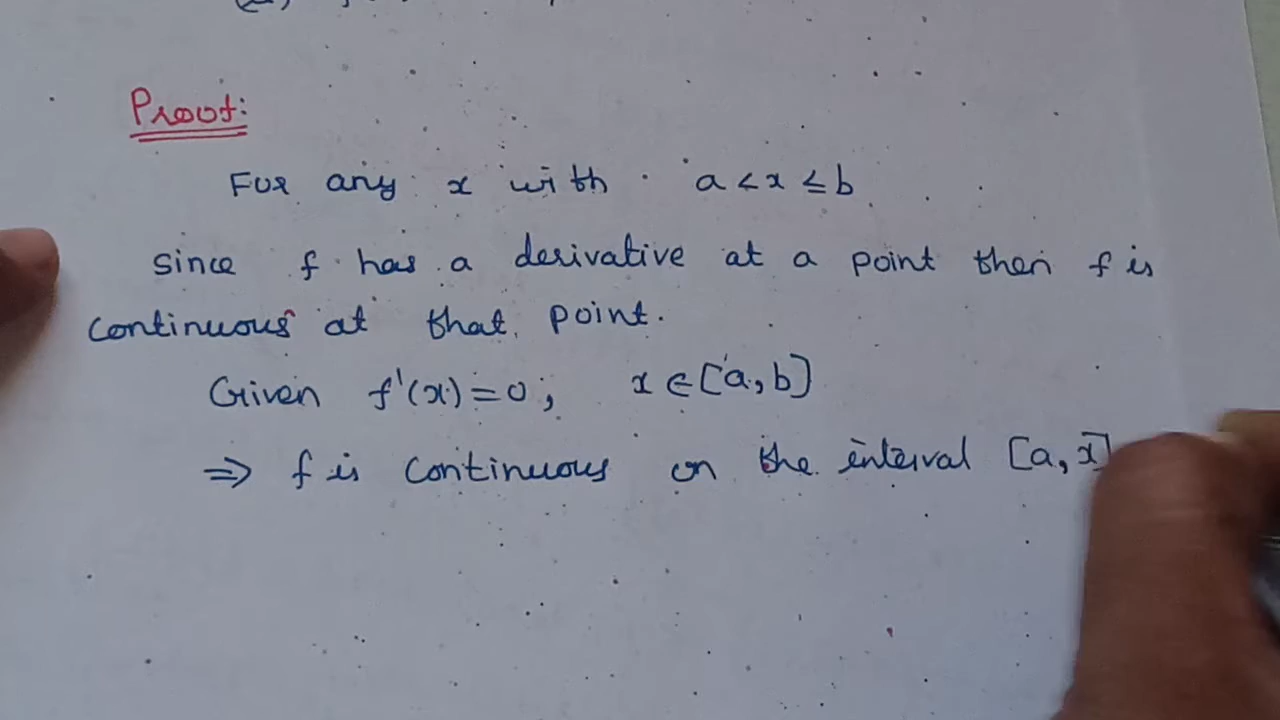 Proof:
For any x with a < x ≤ b
since f has a derivative at a point then f is
continuous at that point.
Given f'(x) = 0; x ∈ [a, b]
⇒ f is continuous on the interval [a, x]